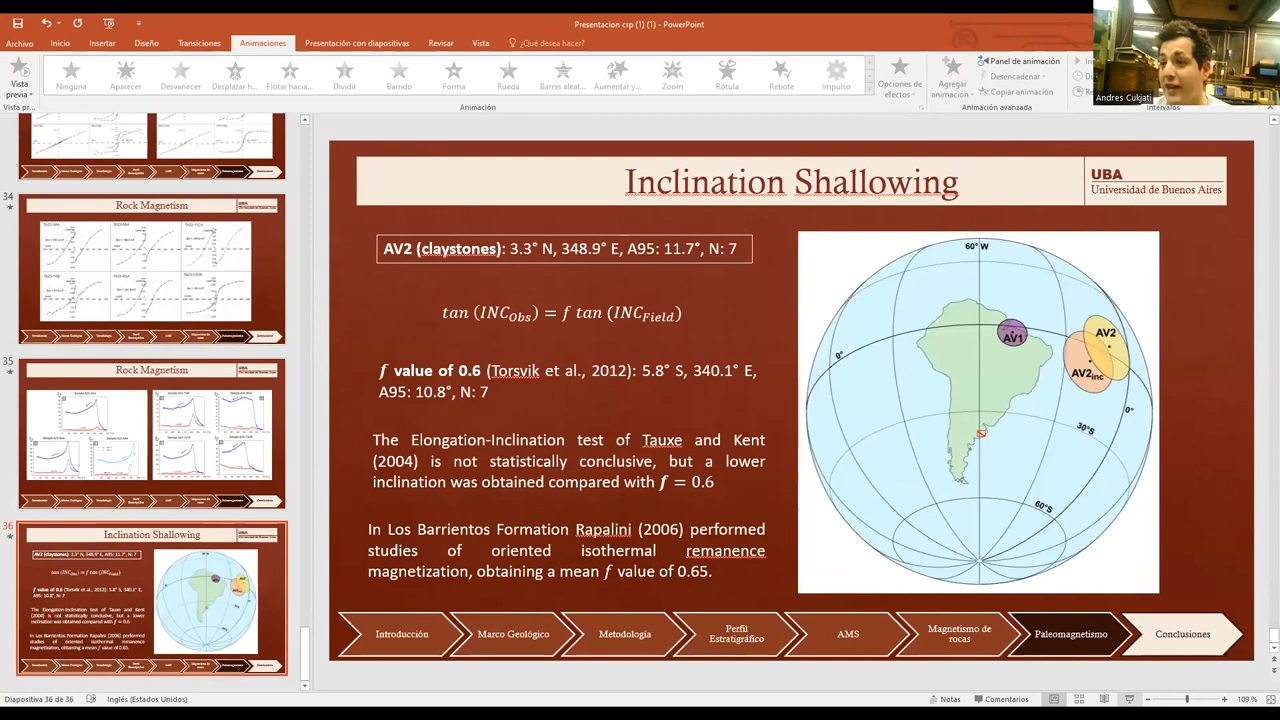 Presentacion crp (1) (1) - PowerPoint
Archivo Inicio Insertar Diseño Transiciones Animaciones Presentación con diapositivas Revisar Vista ¿Qué desea hacer?
Vista
previa
Vista pr...
Ninguna Aparecer Desvanecer Desplazar h... Flotar hacia... Dividir Barrido Forma Rueda Barras aleat... Aumentar y... Zoom Rótula Rebote Impulso
Opciones de
efectos
Agregar
animación
Panel de animación
Desencadenar
Copiar animación
Animación
Animación avanzada
Andres Cukjati
34
Rock Magnetism
35
Rock Magnetism
36
Inclination Shallowing
Inclination Shallowing
UBA
Universidad de Buenos Aires
AV2 (claystones): 3.3° N, 348.9° E, A95: 11.7°, N: 7
tan (INC_Obs) = f tan (INC_Field)
f value of 0.6 (Torsvik et al., 2012): 5.8° S, 340.1° E,
A95: 10.8°, N: 7
The Elongation-Inclination test of Tauxe and Kent
(2004) is not statistically conclusive, but a lower
inclination was obtained compared with f = 0.6
In Los Barrientos Formation Rapalini (2006) performed
studies of oriented isothermal remanence
magnetization, obtaining a mean f value of 0.65.
60° W
AV1
AV2
AV2inc
0°
0°
30°S
60°S
Introducción
Marco Geológico
Metodología
Perfil
Estratigráfico
AMS
Magnetismo de
rocas
Paleomagnetismo
Conclusiones
Diapositiva 36 de 36 Inglés (Estados Unidos) Notas Comentarios 109 %